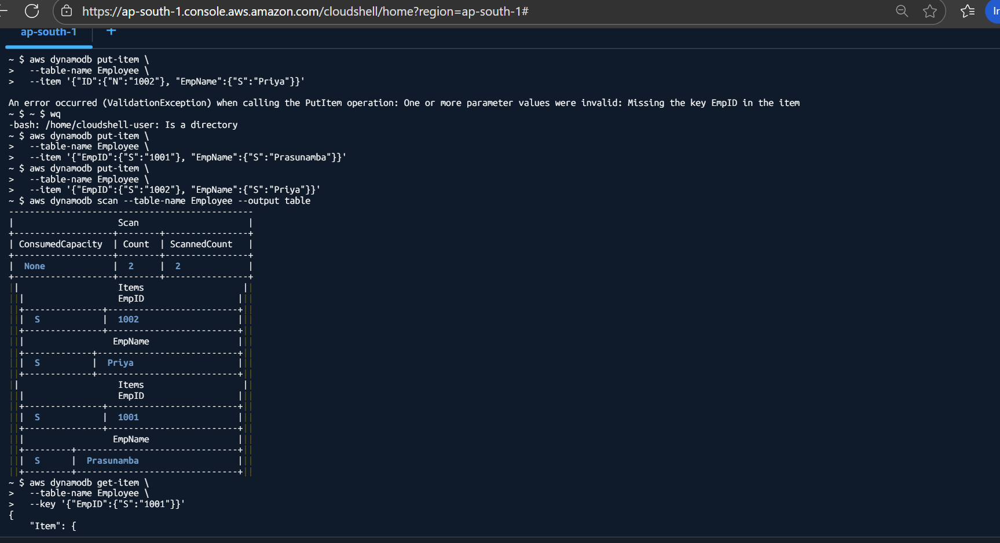 https://ap-south-1.console.aws.amazon.com/cloudshell/home?region=ap-south-1#
ap-south-1 +
~ $ aws dynamodb put-item \
>   --table-name Employee \
>   --item '{"ID":{"N":"1002"}, "EmpName":{"S":"Priya"}}'
An error occurred (ValidationException) when calling the PutItem operation: One or more parameter values were invalid: Missing the key EmpID in the item
~ $ ~ $ wq
-bash: /home/cloudshell-user: Is a directory
~ $ aws dynamodb put-item \
>   --table-name Employee \
>   --item '{"EmpID":{"S":"1001"}, "EmpName":{"S":"Prasunamba"}}'
~ $ aws dynamodb put-item \
>   --table-name Employee \
>   --item '{"EmpID":{"S":"1002"}, "EmpName":{"S":"Priya"}}'
~ $ aws dynamodb scan --table-name Employee --output table
-----------------------------------------------
|                    Scan                     |
+-------------------+--------+----------------+
| ConsumedCapacity  | Count  | ScannedCount   |
+-------------------+--------+----------------+
|  None             |  2     |  2             |
+-------------------+--------+----------------+
||                   Items                   ||
|||                  EmpID                  |||
||+---------------+-------------------------+||
|||  S            |  1002                   |||
||+---------------+-------------------------+||
|||                 EmpName                 |||
||+-------------+---------------------------+||
|||  S          |  Priya                    |||
||+-------------+---------------------------+||
||                   Items                   ||
|||                  EmpID                  |||
||+---------------+-------------------------+||
|||  S            |  1001                   |||
||+---------------+-------------------------+||
|||                 EmpName                 |||
||+---------+-------------------------------+||
|||  S      |  Prasunamba                   |||
||+---------+-------------------------------+||
~ $ aws dynamodb get-item \
>   --table-name Employee \
>   --key '{"EmpID":{"S":"1001"}}'
{
    "Item": {